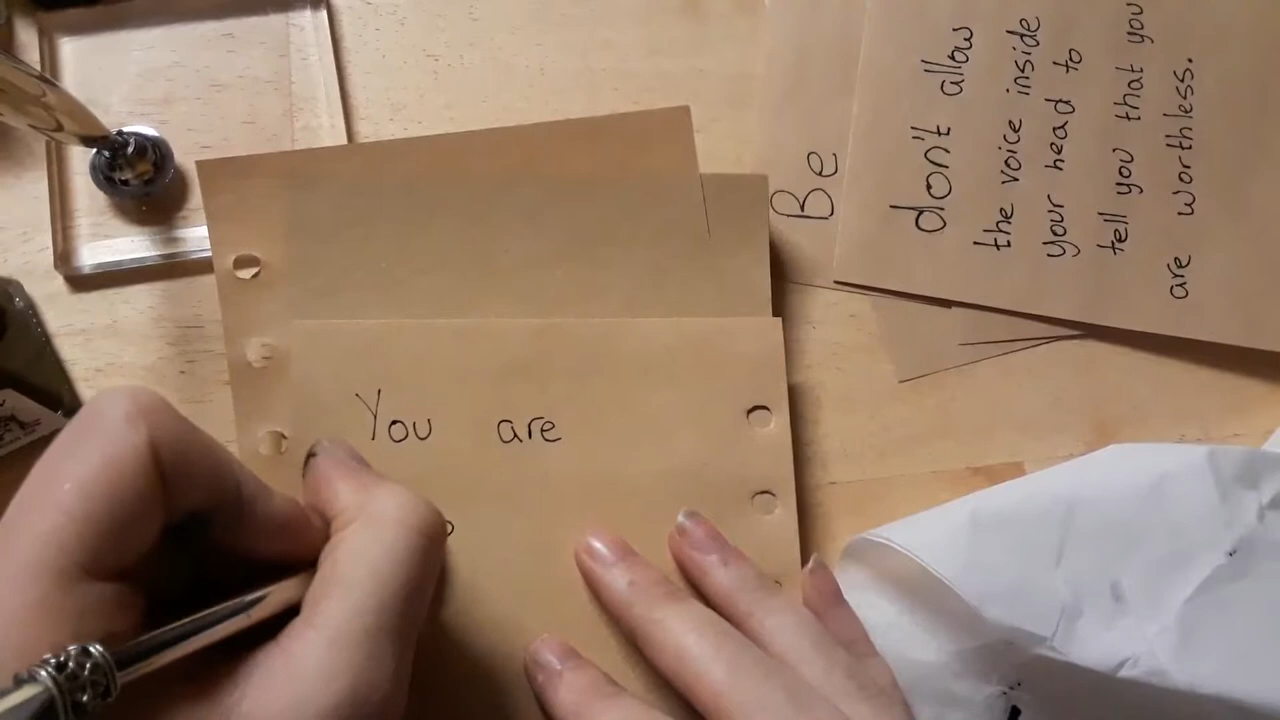 You are
Be
don't allow
the voice inside
your head to
tell you that you
are worthless.